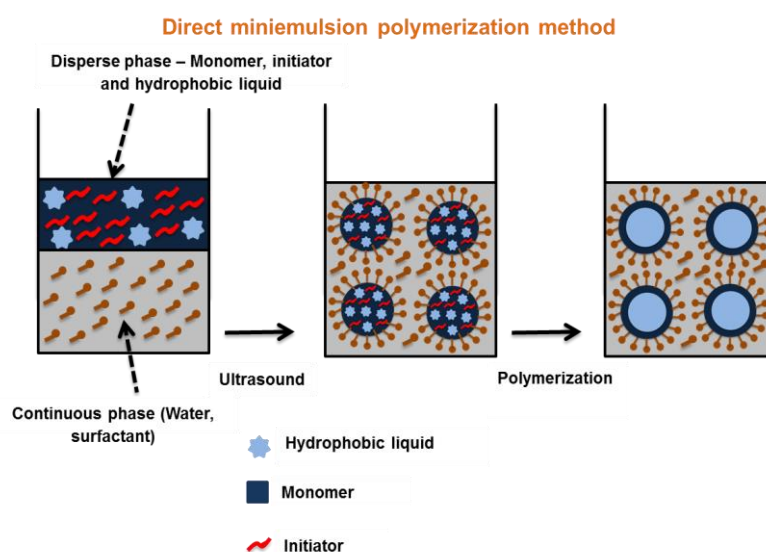 Direct miniemulsion polymerization method
Disperse phase – Monomer, initiator
and hydrophobic liquid
Ultrasound
Polymerization
Continuous phase (Water,
surfactant)
Hydrophobic liquid
Monomer
Initiator